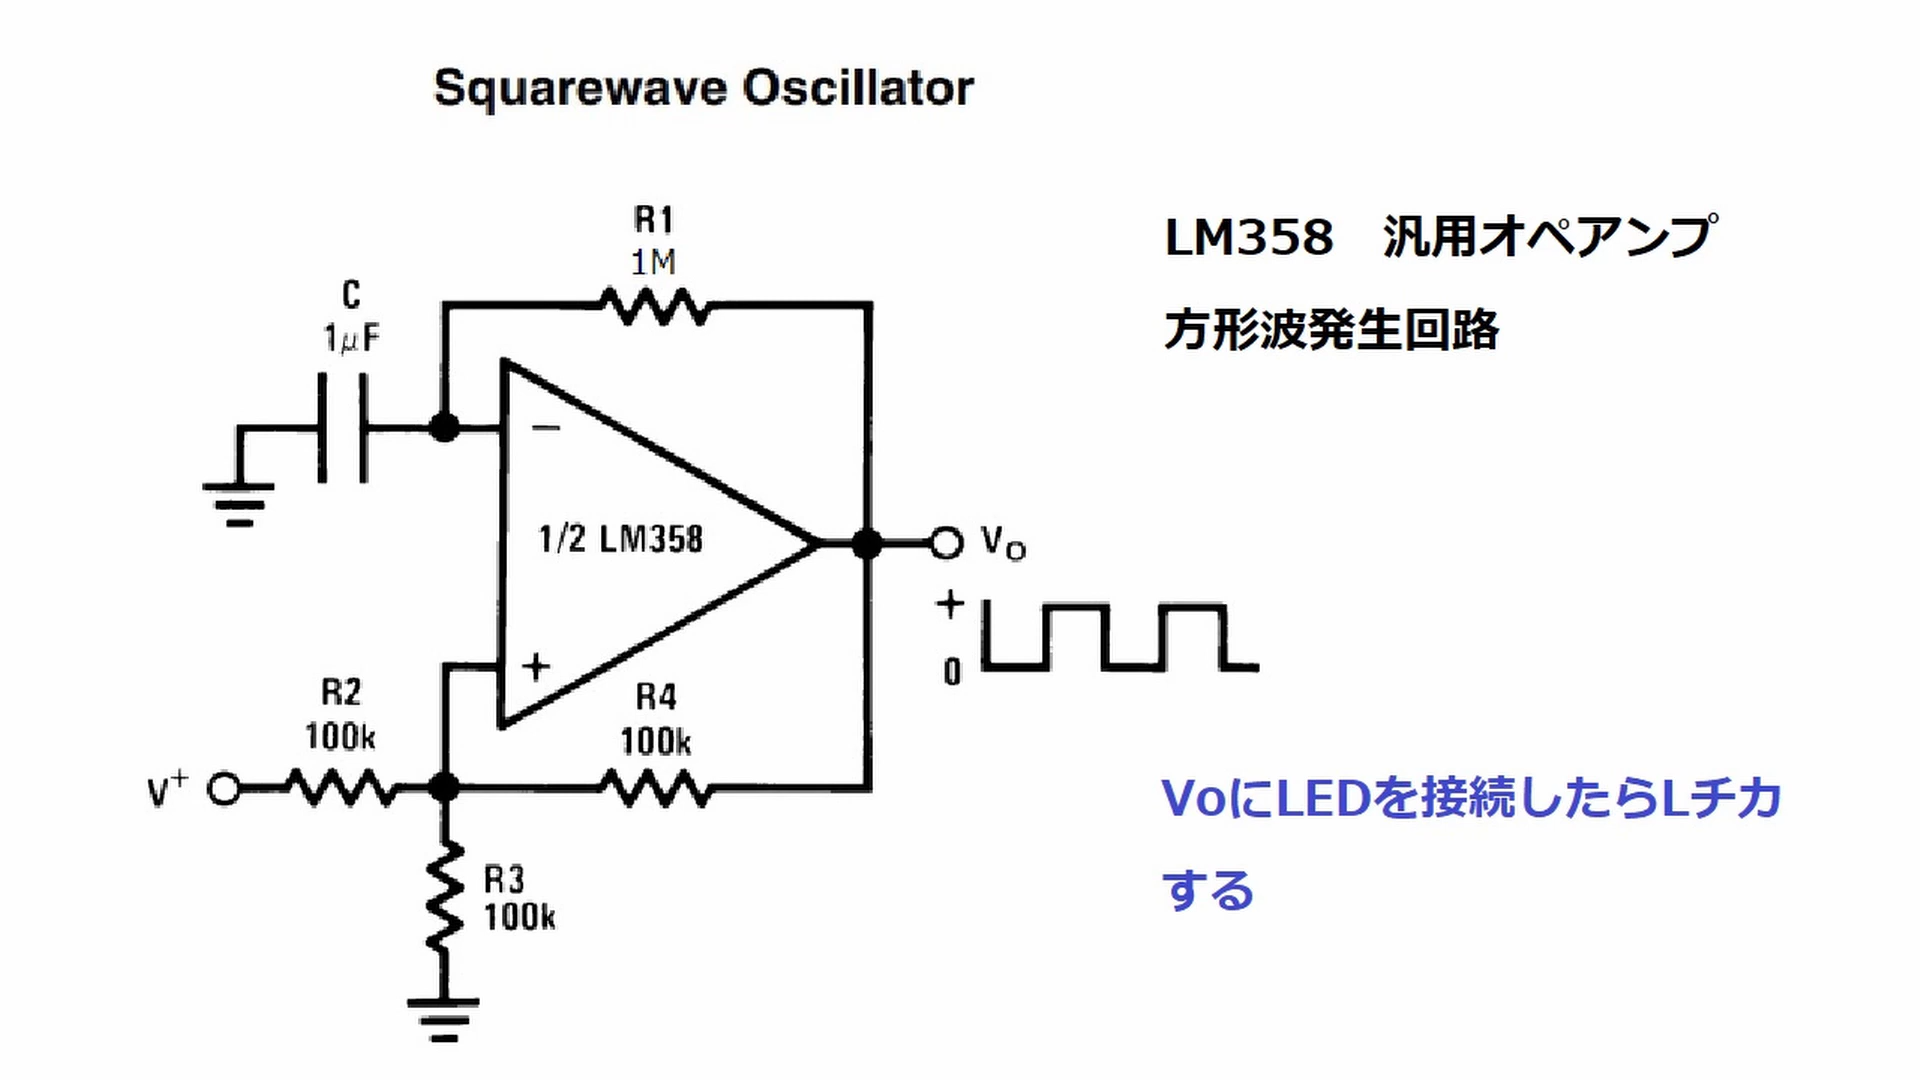 Squarewave Oscillator
R1
1M
C
1μF
LM358　汎用オペアンプ
方形波発生回路
−
1/2 LM358
Vo
+
0
+
R2
100k
R4
100k
V+
R3
100k
VoにLEDを接続したらLチカ
する